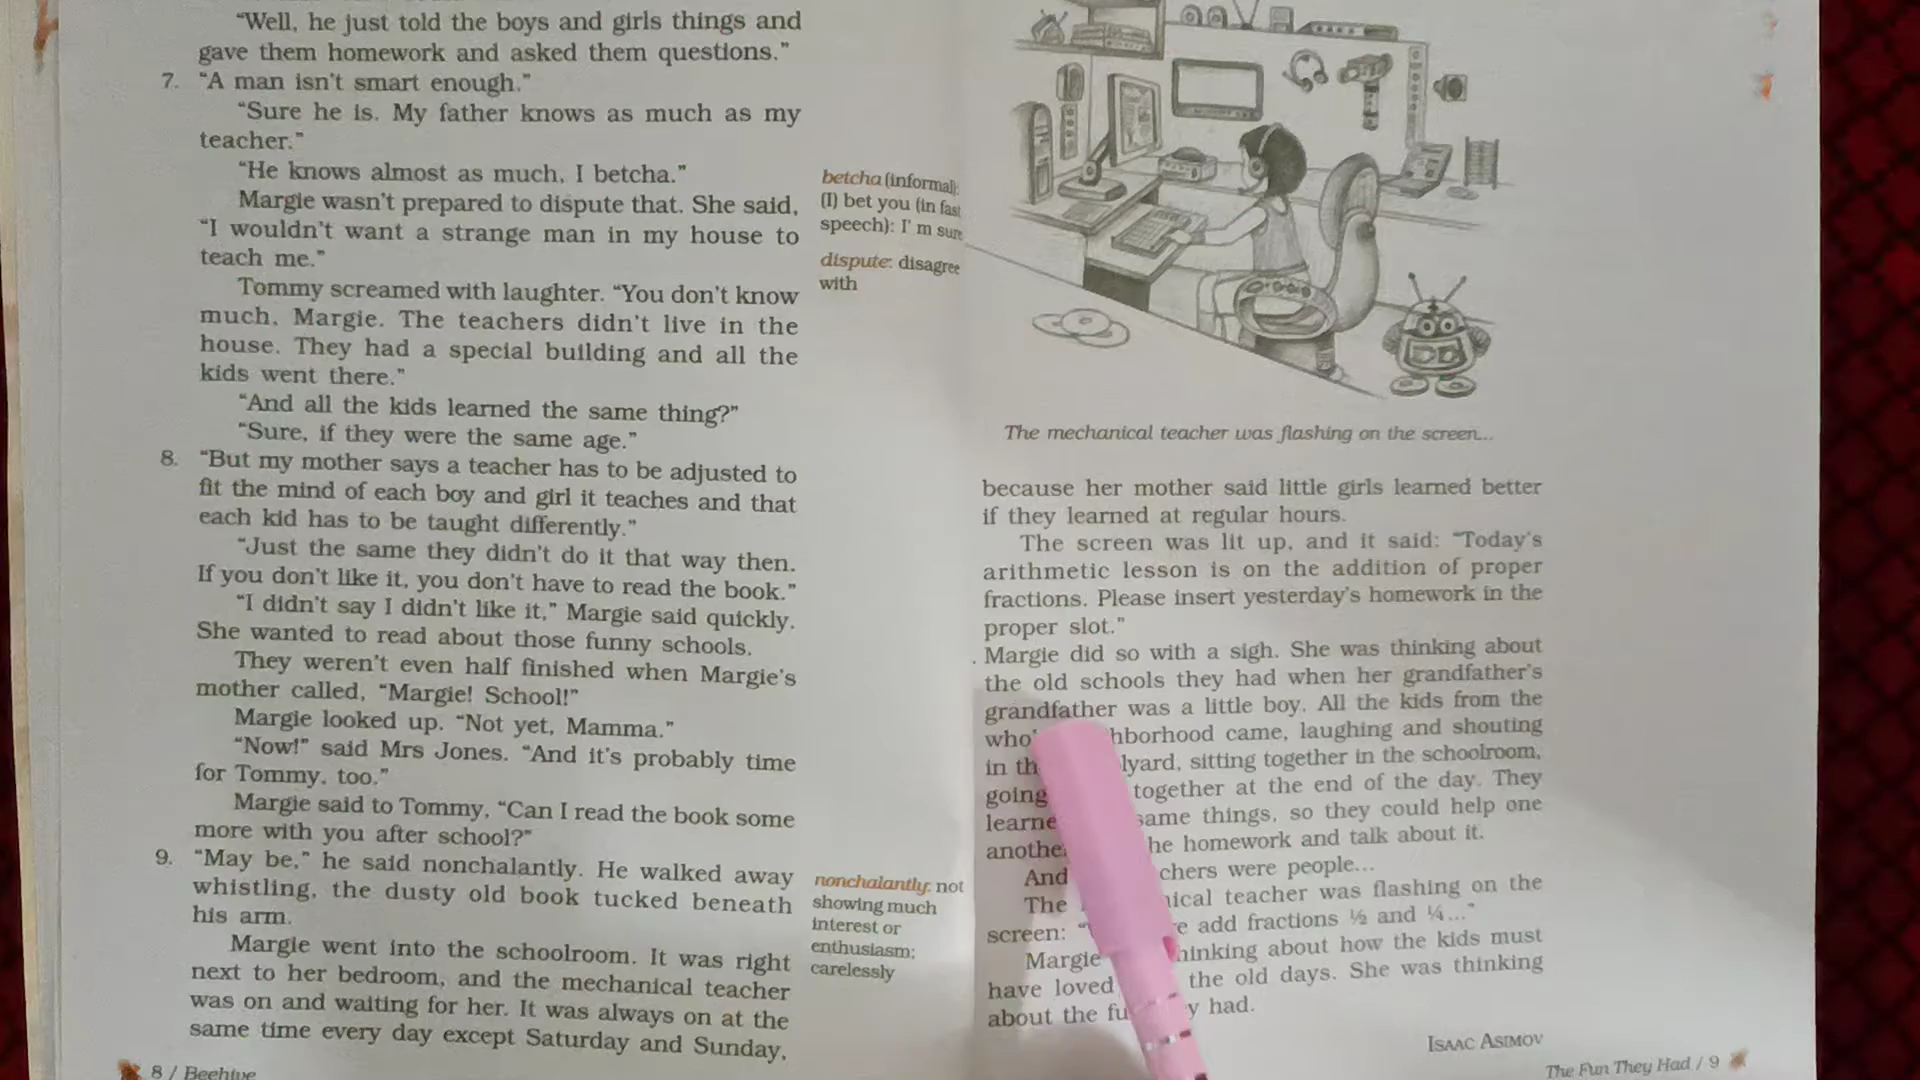 “Well, he just told the boys and girls things and
gave them homework and asked them questions.”
7. “A man isn't smart enough.”
“Sure he is. My father knows as much as my
teacher.”
“He knows almost as much, I betcha.”
Margie wasn't prepared to dispute that. She said,
“I wouldn't want a strange man in my house to
teach me.”
Tommy screamed with laughter. “You don't know
much, Margie. The teachers didn't live in the
house. They had a special building and all the
kids went there.”
“And all the kids learned the same thing?”
“Sure, if they were the same age.”
8. “But my mother says a teacher has to be adjusted to
fit the mind of each boy and girl it teaches and that
each kid has to be taught differently.”
“Just the same they didn't do it that way then.
If you don't like it, you don't have to read the book.”
“I didn't say I didn't like it,” Margie said quickly.
She wanted to read about those funny schools.
They weren't even half finished when Margie's
mother called, “Margie! School!”
Margie looked up. “Not yet, Mamma.”
“Now!” said Mrs Jones. “And it's probably time
for Tommy, too.”
Margie said to Tommy, “Can I read the book some
more with you after school?”
9. “May be,” he said nonchalantly. He walked away
whistling, the dusty old book tucked beneath
his arm.
Margie went into the schoolroom. It was right
next to her bedroom, and the mechanical teacher
was on and waiting for her. It was always on at the
same time every day except Saturday and Sunday,
8 / Beehive
betcha (informal):
(I) bet you (in fast
speech): I' m sure
dispute: disagree
with
nonchalantly: not
showing much
interest or
enthusiasm;
carelessly
The mechanical teacher was flashing on the screen...
because her mother said little girls learned better
if they learned at regular hours.
The screen was lit up, and it said: “Today's
arithmetic lesson is on the addition of proper
fractions. Please insert yesterday's homework in the
proper slot.”
Margie did so with a sigh. She was thinking about
the old schools they had when her grandfather's
grandfather was a little boy. All the kids from the
came, laughing and shouting
in sitting together in the schoolroom,
going together at the end of the day. They
same things, so they could help one
homework and talk about it.
And were people...
The teacher was flashing on the
screen: add fractions ½ and ¼...”
Margie about how the kids must
have loved the old days. She was thinking
about the had.
ISAAC ASIMOV
The Fun They Had / 9